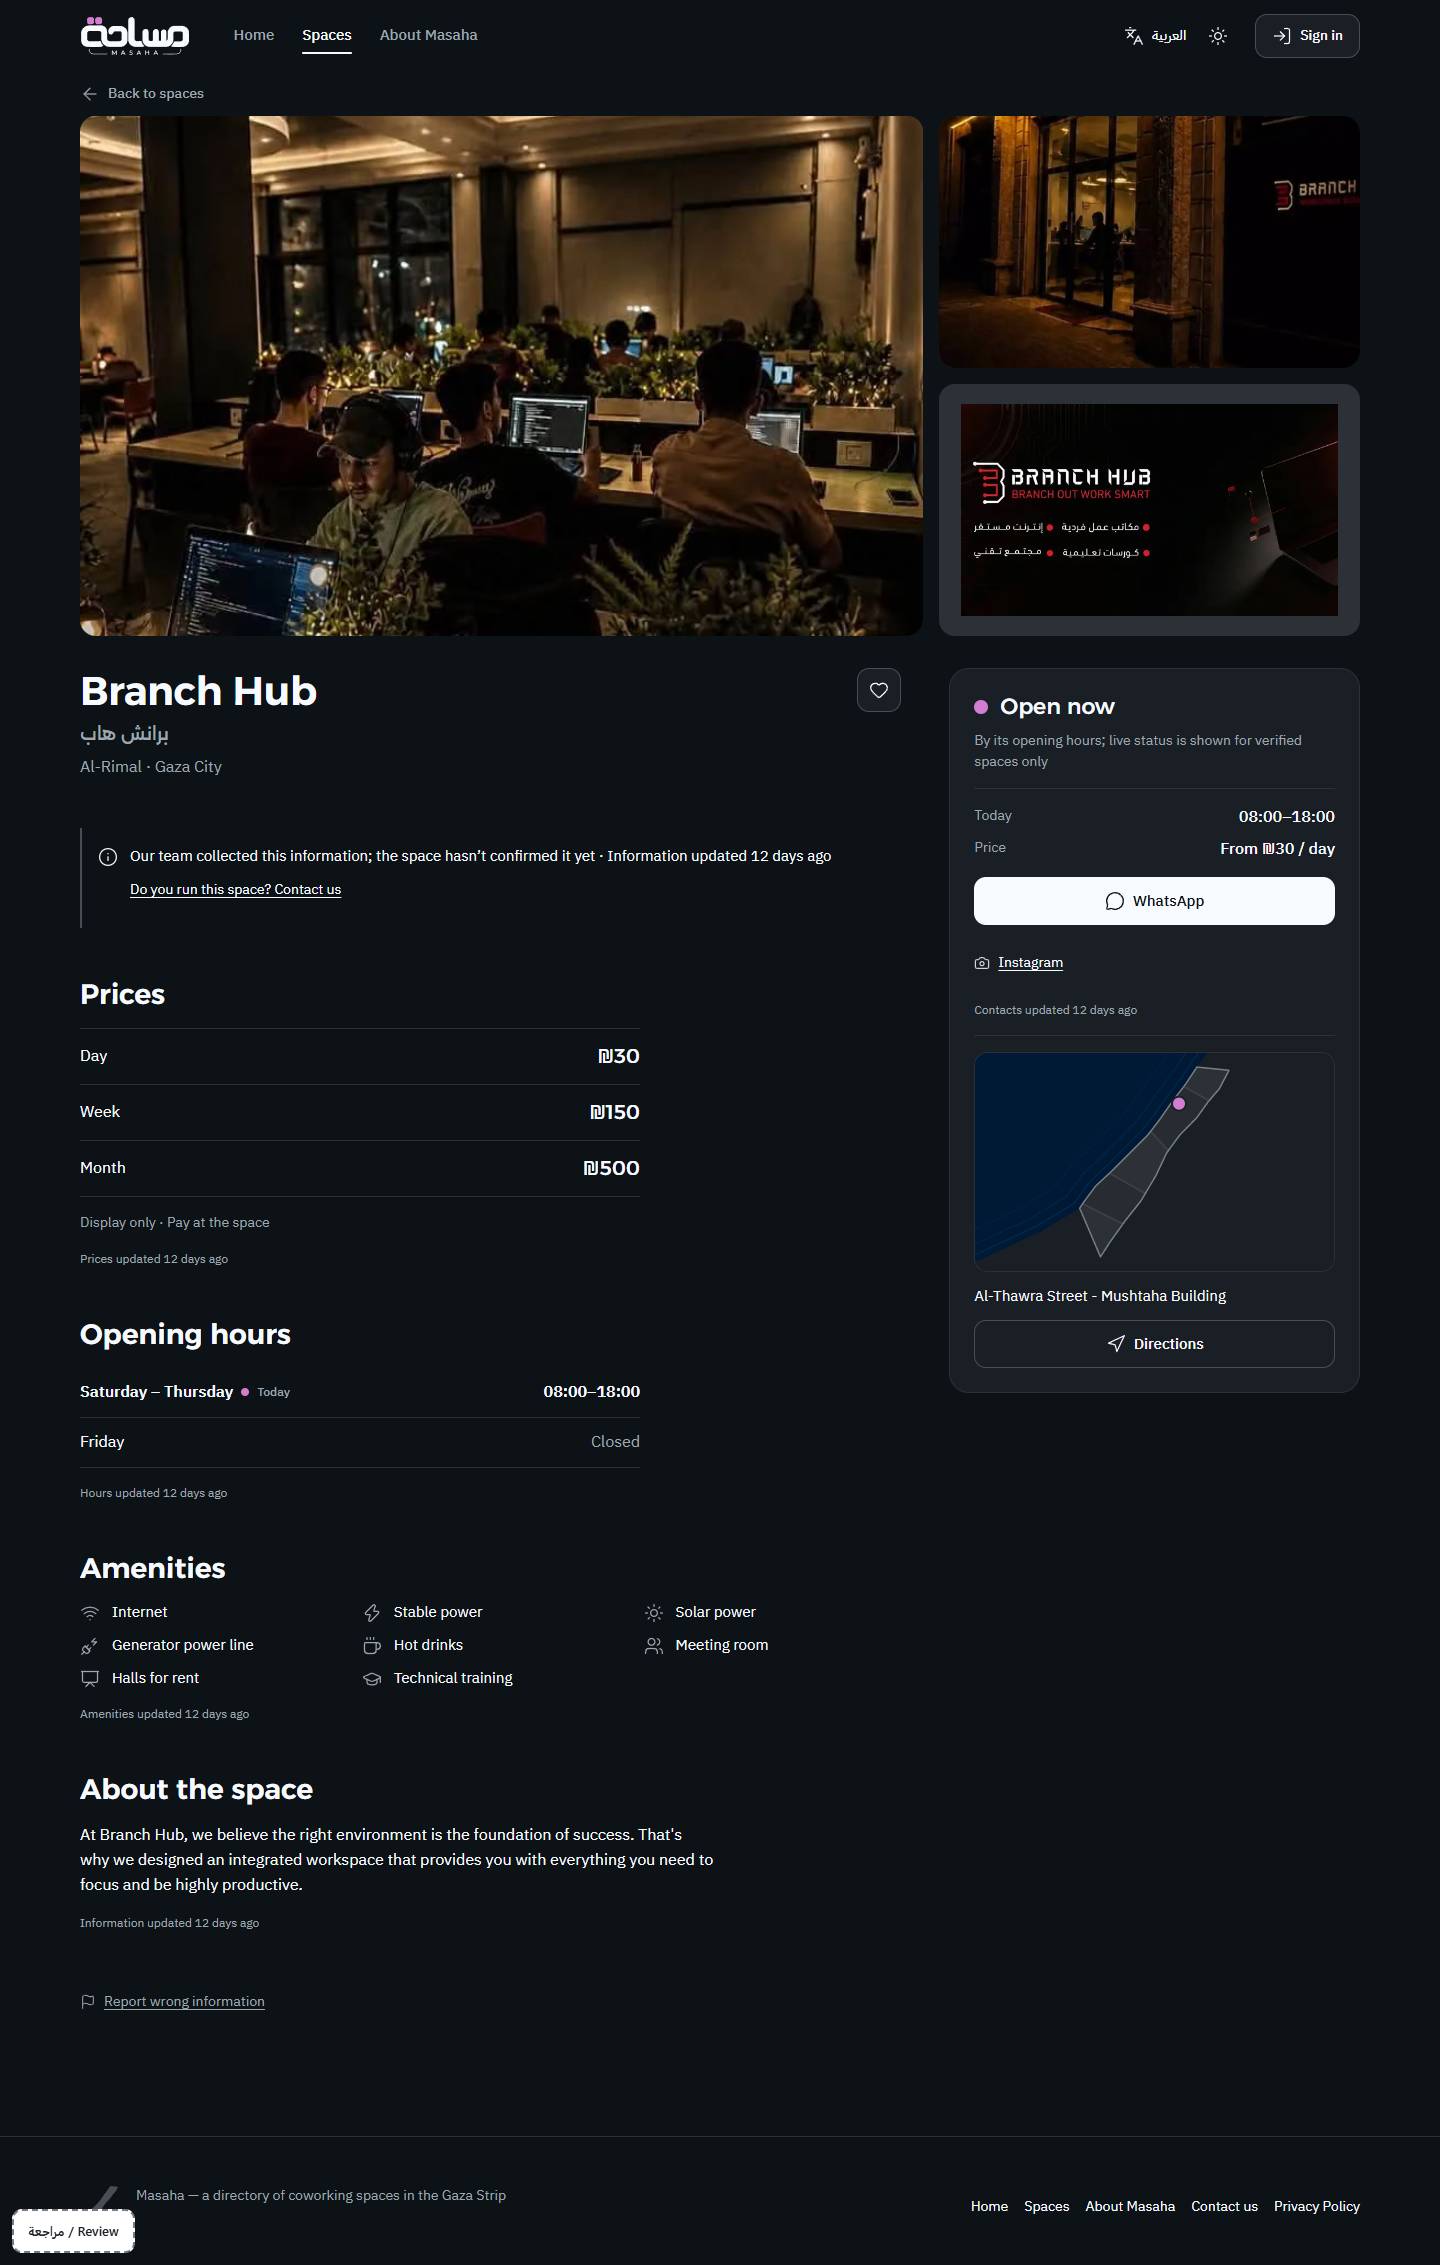 مساحة
MASAHA
Home
Spaces
About Masaha
العربية
Sign in
Back to spaces
BRANCH
BRANCH HUB
BRANCH OUT WORK SMART
مكاتب عمل فردية
إنترنت مستقر
كورسات تعليمية
مجتمع تقني
Branch Hub
برانش هاب
Al-Rimal · Gaza City
Our team collected this information; the space hasn’t confirmed it yet · Information updated 12 days ago
Do you run this space? Contact us
Prices
Day ₪30
Week ₪150
Month ₪500
Display only · Pay at the space
Prices updated 12 days ago
Opening hours
Saturday – Thursday Today 08:00–18:00
Friday Closed
Hours updated 12 days ago
Amenities
Internet
Stable power
Solar power
Generator power line
Hot drinks
Meeting room
Halls for rent
Technical training
Amenities updated 12 days ago
About the space
At Branch Hub, we believe the right environment is the foundation of success. That's
why we designed an integrated workspace that provides you with everything you need to
focus and be highly productive.
Information updated 12 days ago
Report wrong information
Open now
By its opening hours; live status is shown for verified
spaces only
Today 08:00–18:00
Price From ₪30 / day
WhatsApp
Instagram
Contacts updated 12 days ago
Al-Thawra Street - Mushtaha Building
Directions
Masaha — a directory of coworking spaces in the Gaza Strip
Home
Spaces
About Masaha
Contact us
Privacy Policy
مراجعة / Review